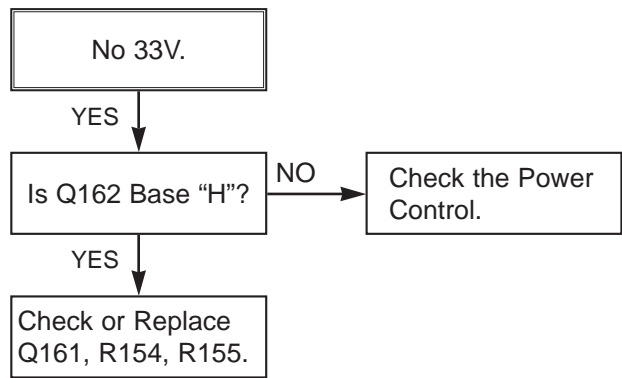 No 33V.
YES
Is Q162 Base “H”?
NO
Check the Power
Control.
YES
Check or Replace
Q161, R154, R155.